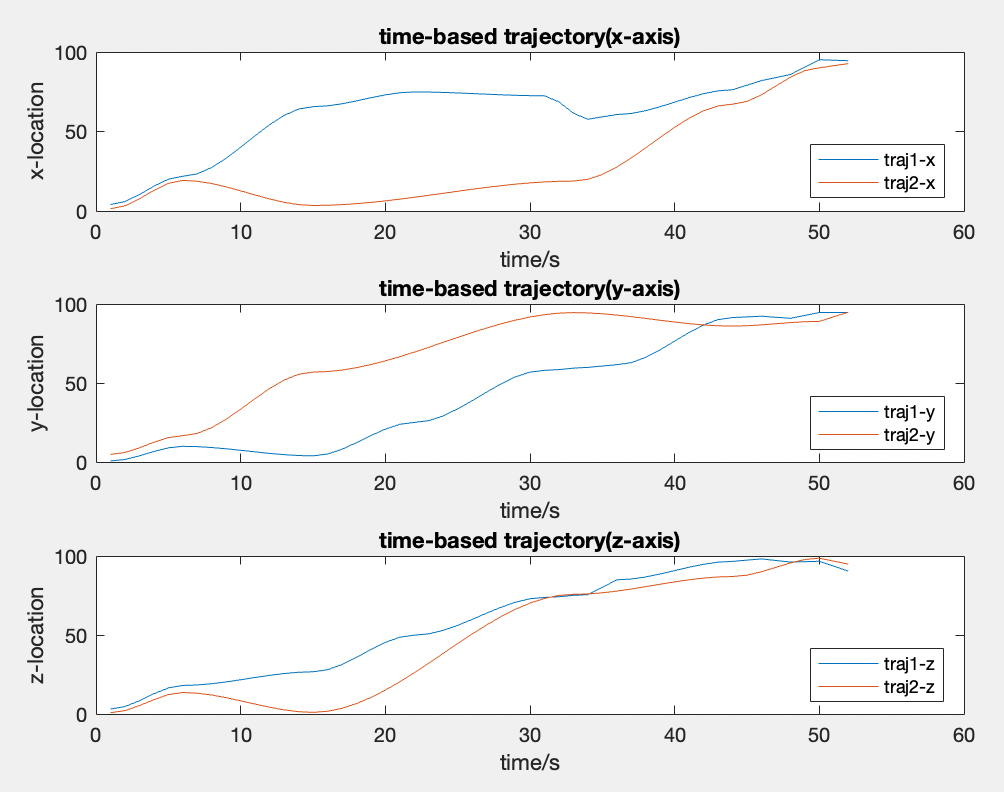 time-based trajectory(x-axis)
100
50
0
x-location
0 10 20 30 40 50 60
time/s
traj1-x
traj2-x
time-based trajectory(y-axis)
100
50
0
y-location
0 10 20 30 40 50 60
time/s
traj1-y
traj2-y
time-based trajectory(z-axis)
100
50
0
z-location
0 10 20 30 40 50 60
time/s
traj1-z
traj2-z